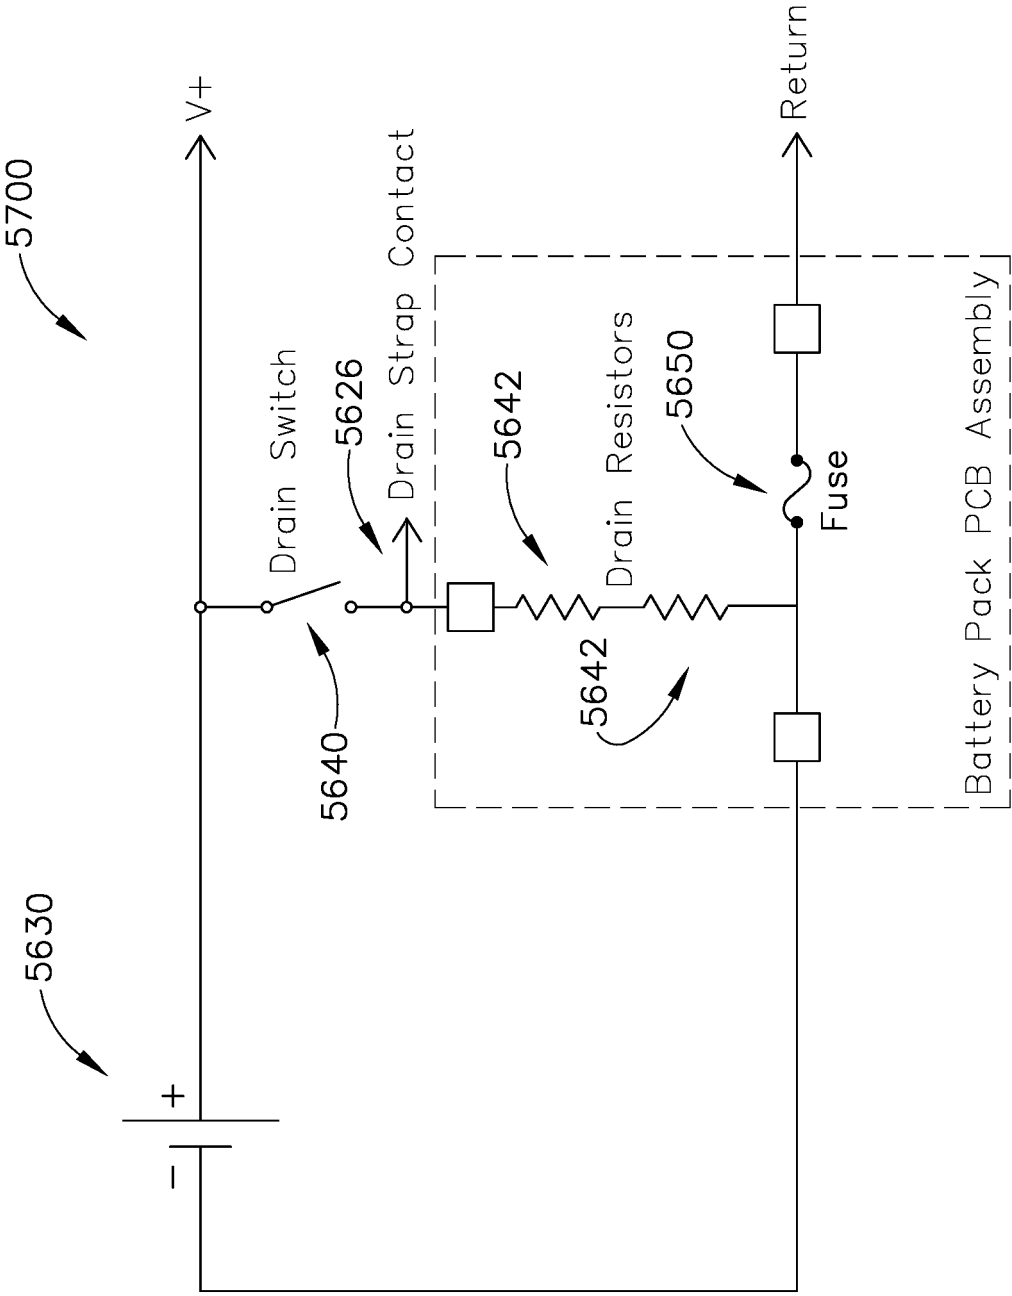 5700
V+
5630
+
−
Drain Switch
5640
5626
Drain Strap Contact
5642
Drain Resistors
5642
5650
Fuse
Return
Battery Pack PCB Assembly